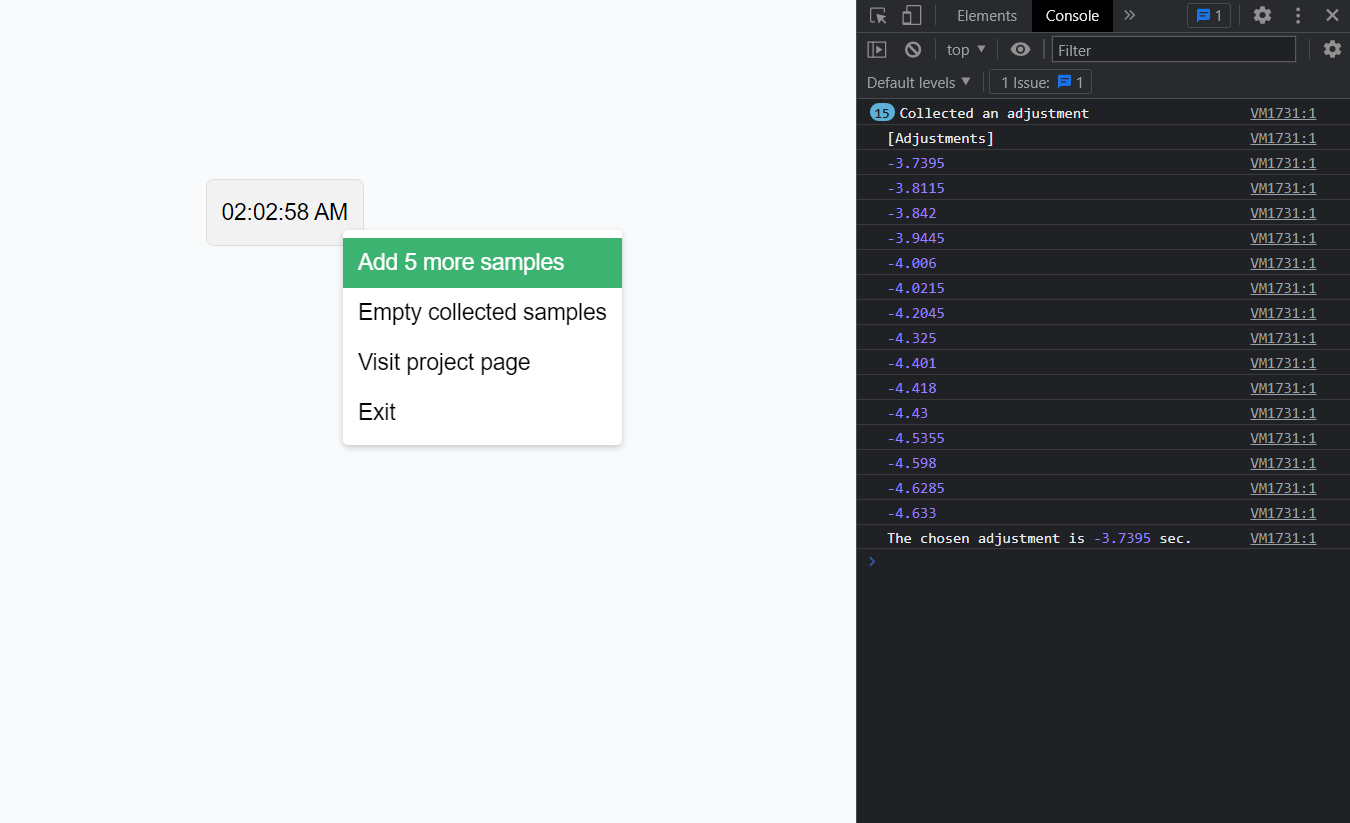 02:02:58 AM
Add 5 more samples
Empty collected samples
Visit project page
Exit
Elements Console 1
top Filter
Default levels 1 Issue: 1
15 Collected an adjustment VM1731:1
[Adjustments] VM1731:1
-3.7395 VM1731:1
-3.8115 VM1731:1
-3.842 VM1731:1
-3.9445 VM1731:1
-4.006 VM1731:1
-4.0215 VM1731:1
-4.2045 VM1731:1
-4.325 VM1731:1
-4.401 VM1731:1
-4.418 VM1731:1
-4.43 VM1731:1
-4.5355 VM1731:1
-4.598 VM1731:1
-4.6285 VM1731:1
-4.633 VM1731:1
The chosen adjustment is -3.7395 sec. VM1731:1